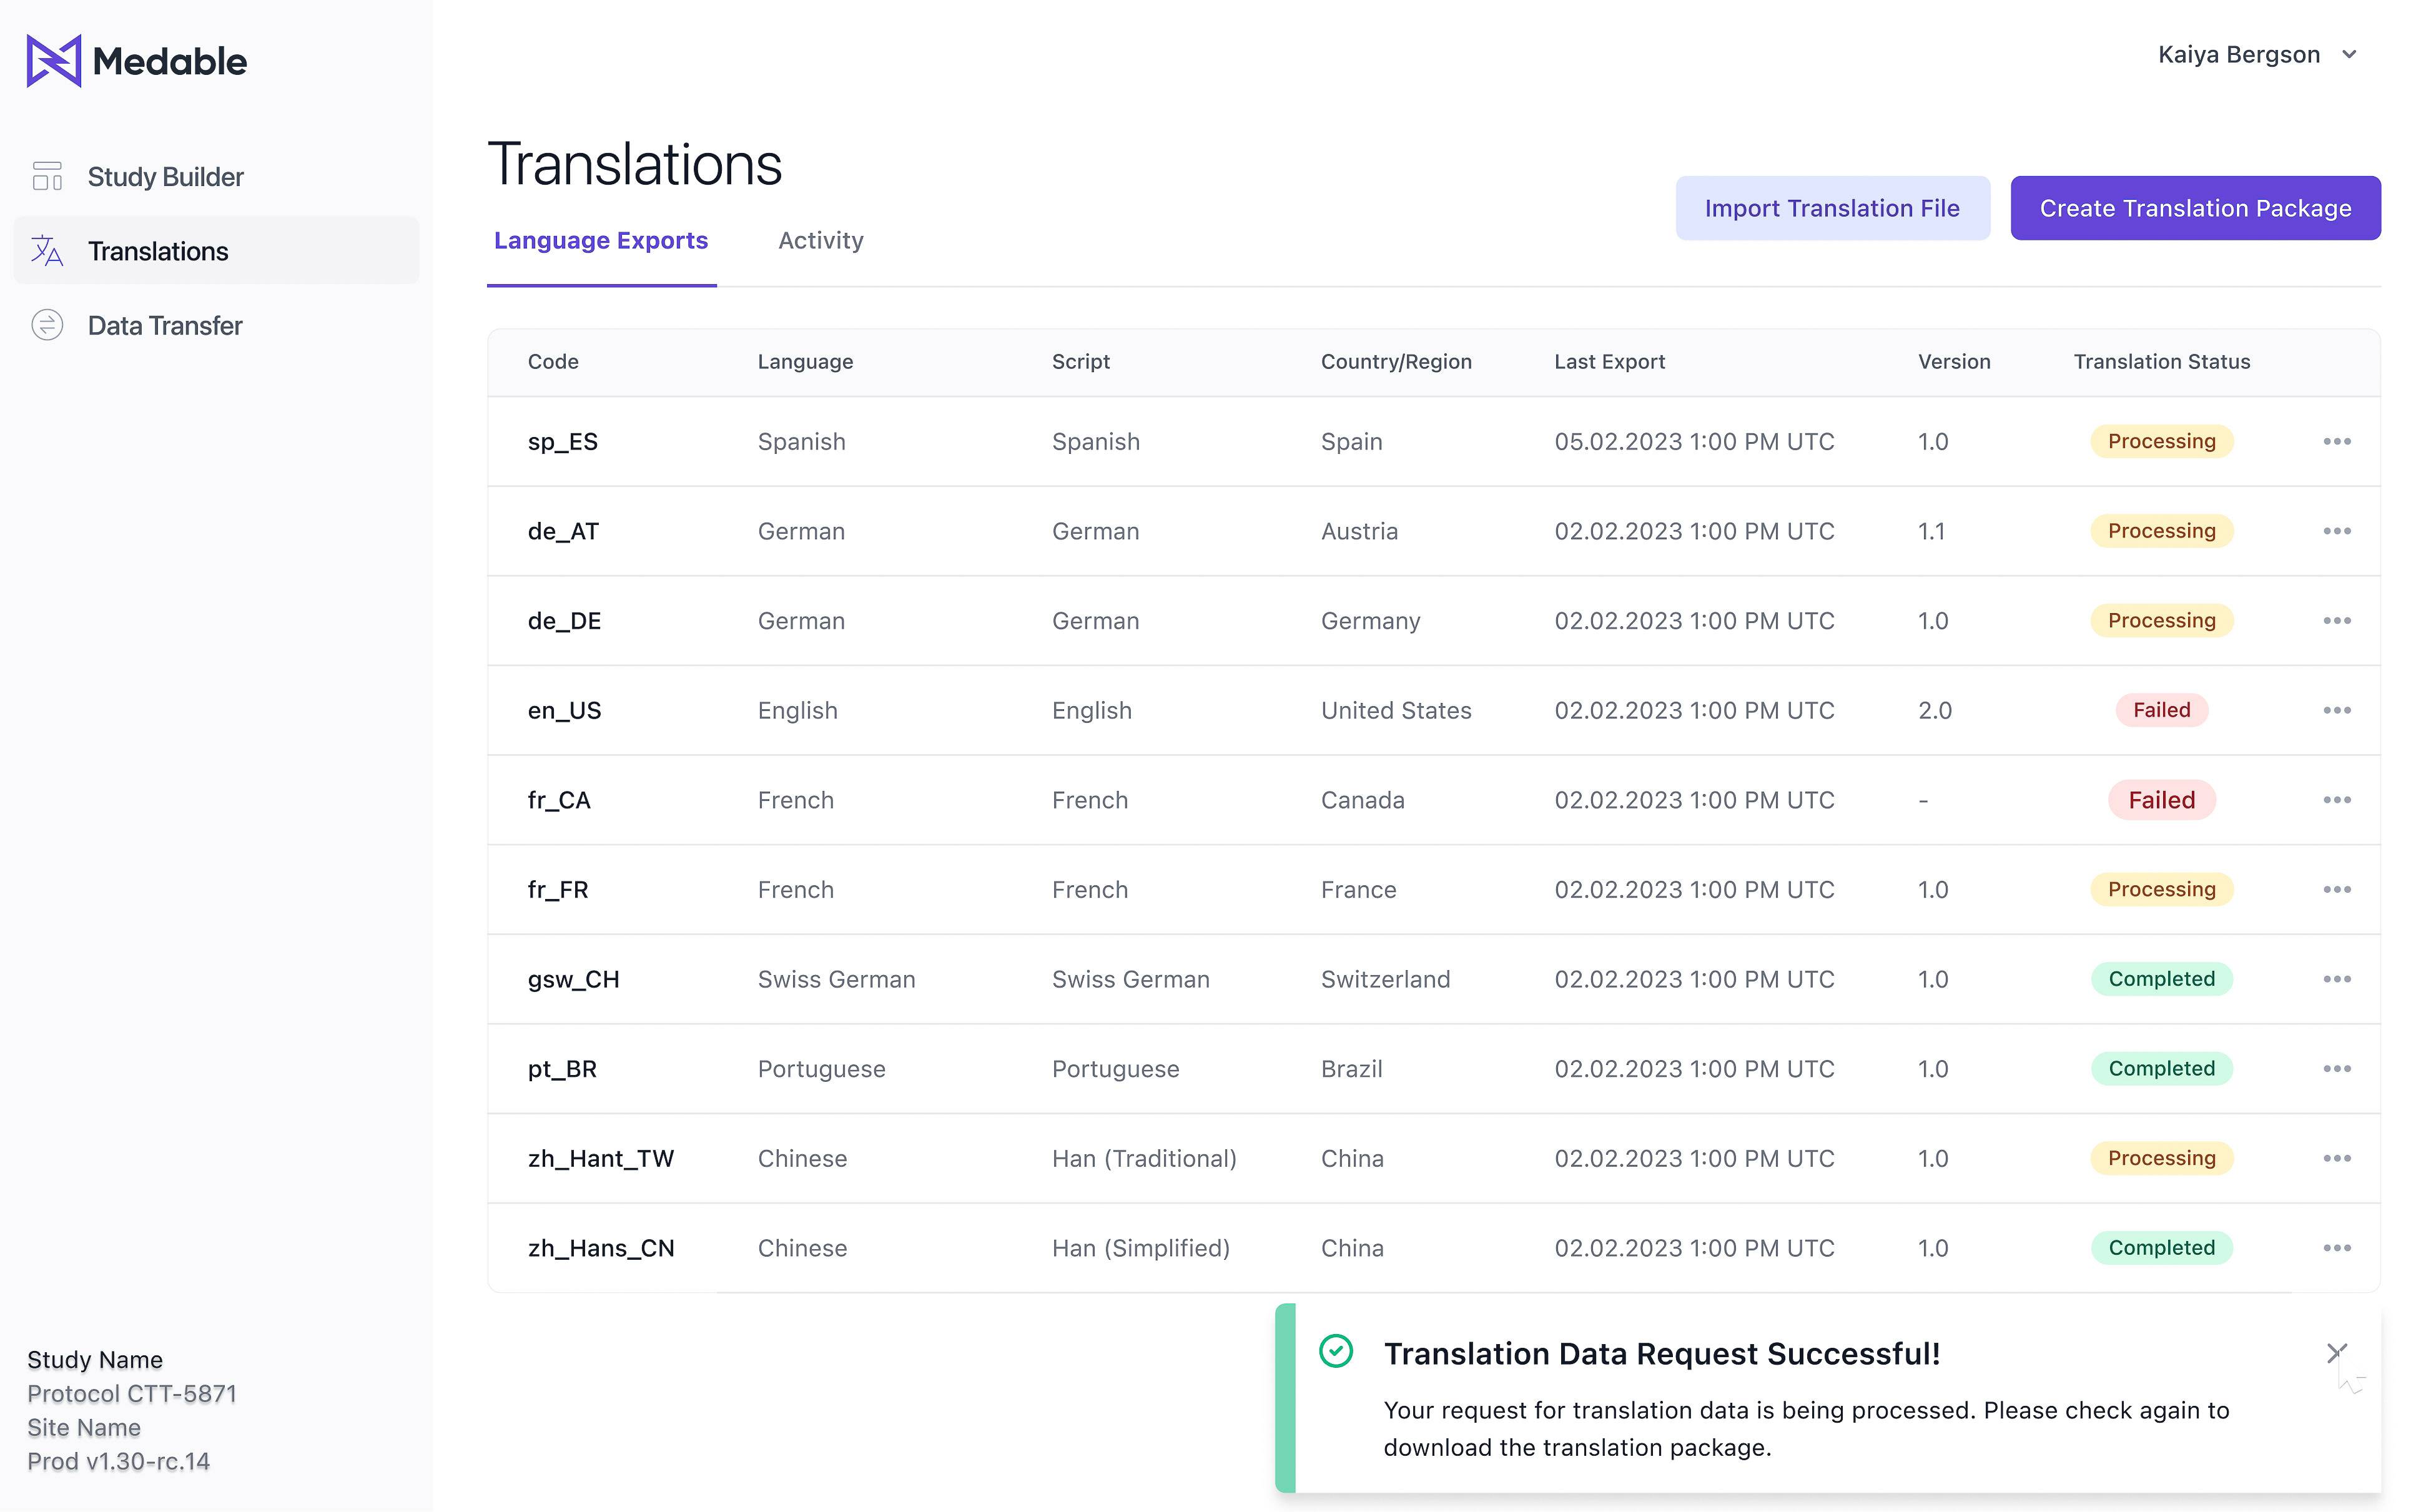 Medable
Kaiya Bergson
Study Builder
Translations
Data Transfer
Translations
Import Translation File
Create Translation Package
Language Exports
Activity
Code Language Script Country/Region Last Export Version Translation Status
sp_ES Spanish Spanish Spain 05.02.2023 1:00 PM UTC 1.0 Processing
de_AT German German Austria 02.02.2023 1:00 PM UTC 1.1 Processing
de_DE German German Germany 02.02.2023 1:00 PM UTC 1.0 Processing
en_US English English United States 02.02.2023 1:00 PM UTC 2.0 Failed
fr_CA French French Canada 02.02.2023 1:00 PM UTC - Failed
fr_FR French French France 02.02.2023 1:00 PM UTC 1.0 Processing
gsw_CH Swiss German Swiss German Switzerland 02.02.2023 1:00 PM UTC 1.0 Completed
pt_BR Portuguese Portuguese Brazil 02.02.2023 1:00 PM UTC 1.0 Completed
zh_Hant_TW Chinese Han (Traditional) China 02.02.2023 1:00 PM UTC 1.0 Processing
zh_Hans_CN Chinese Han (Simplified) China 02.02.2023 1:00 PM UTC 1.0 Completed
Translation Data Request Successful!
Your request for translation data is being processed. Please check again to
download the translation package.
Study Name
Protocol CTT-5871
Site Name
Prod v1.30-rc.14